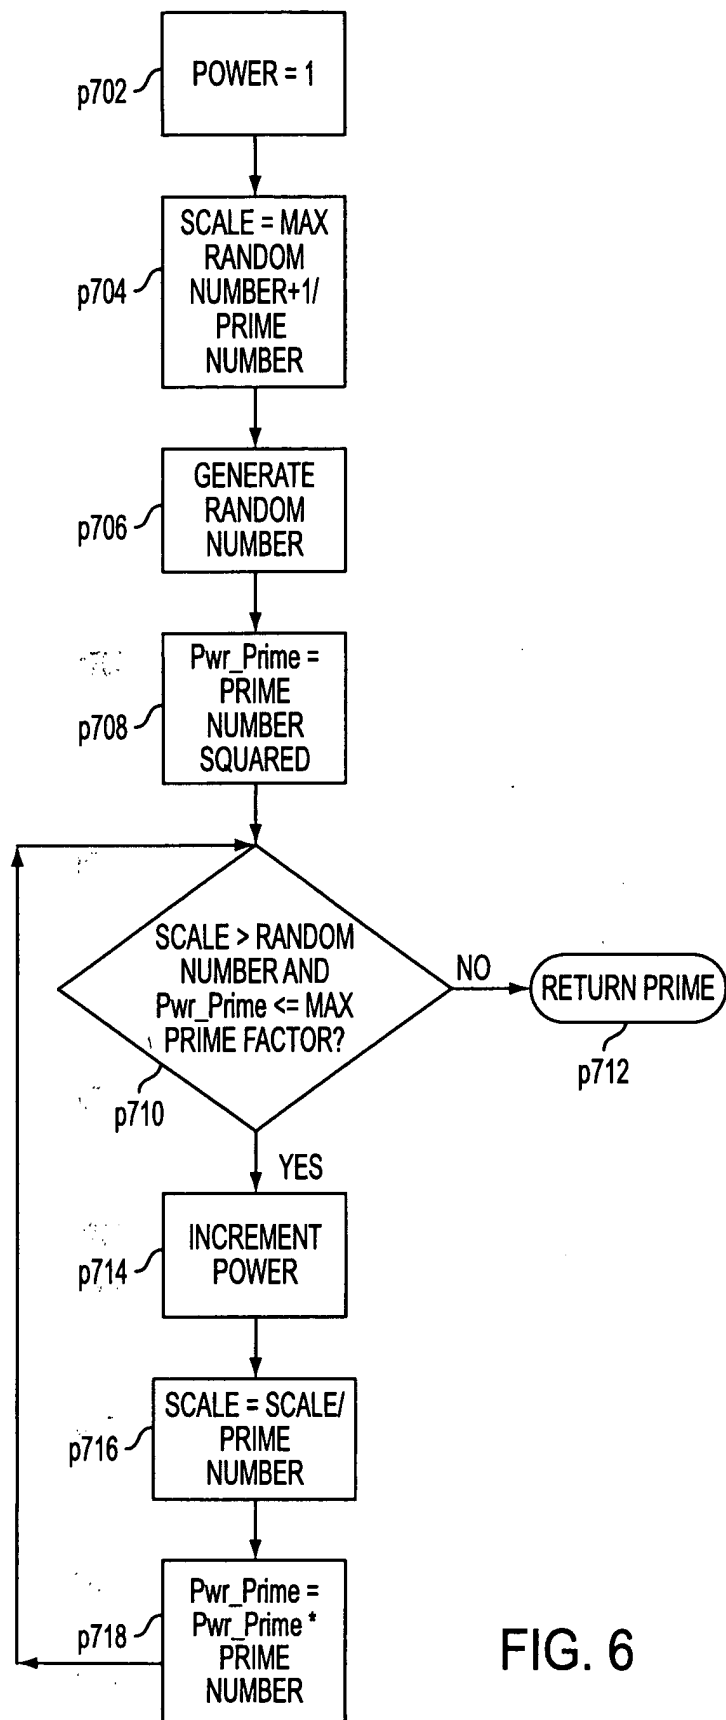 POWER = 1
p702
SCALE = MAX
RANDOM
NUMBER+1/
PRIME
NUMBER
p704
GENERATE
RANDOM
NUMBER
p706
Pwr_Prime =
PRIME
NUMBER
SQUARED
p708
SCALE > RANDOM
NUMBER AND
Pwr_Prime <= MAX
PRIME FACTOR?
p710
NO
RETURN PRIME
p712
YES
INCREMENT
POWER
p714
SCALE = SCALE/
PRIME
NUMBER
p716
Pwr_Prime =
Pwr_Prime *
PRIME
NUMBER
p718
FIG. 6